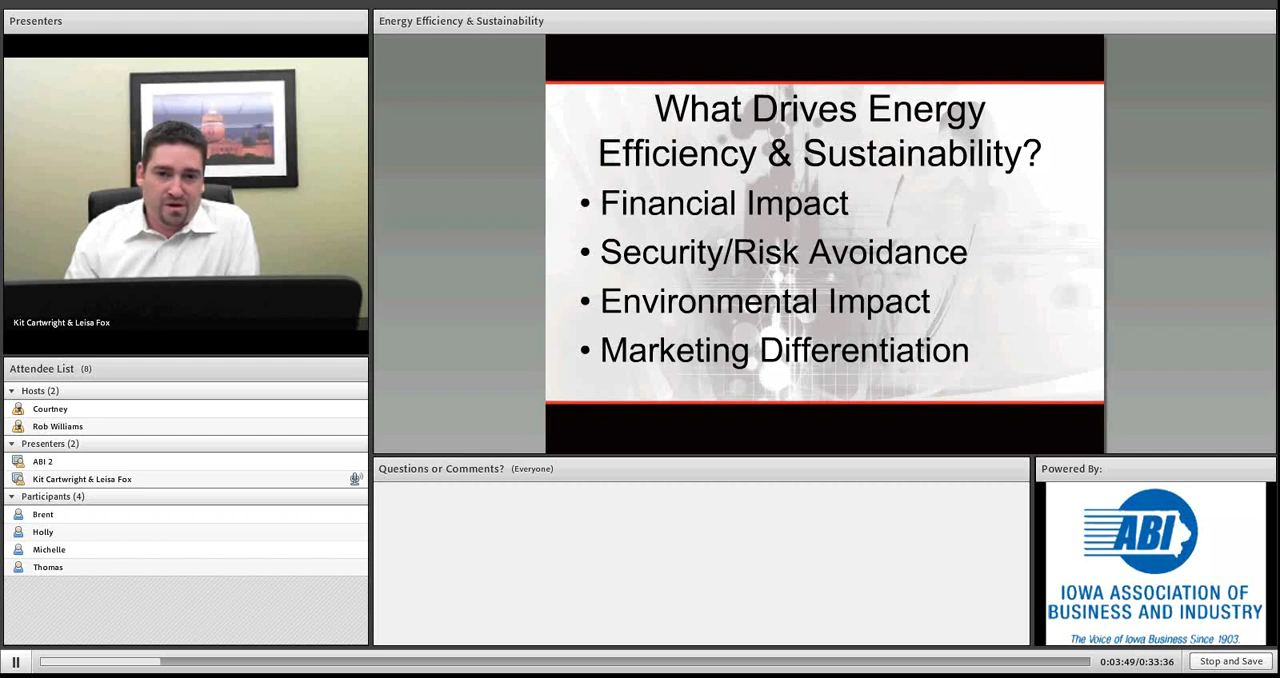 Presenters
Kit Cartwright & Leisa Fox
Attendee List (8)
Hosts (2)
Courtney
Rob Williams
Presenters (2)
ABI 2
Kit Cartwright & Leisa Fox
Participants (4)
Brent
Holly
Michelle
Thomas
Energy Efficiency & Sustainability
What Drives Energy
Efficiency & Sustainability?
• Financial Impact
• Security/Risk Avoidance
• Environmental Impact
• Marketing Differentiation
Questions or Comments? (Everyone)
Powered By:
ABI
IOWA ASSOCIATION OF
BUSINESS AND INDUSTRY
The Voice of Iowa Business Since 1903.
0:03:49/0:33:36
Stop and Save